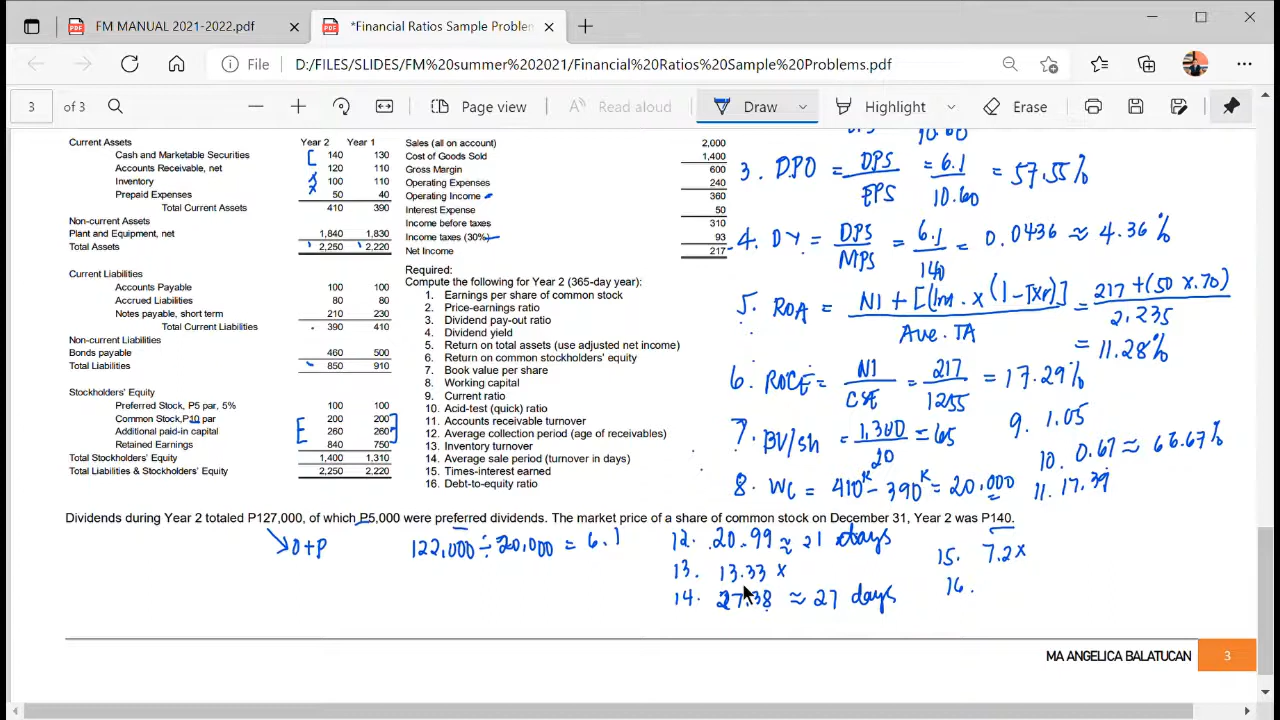 FM MANUAL 2021-2022.pdf
*Financial Ratios Sample Problem
File D:/FILES/SLIDES/FM%20summer%202021/Financial%20Ratios%20Sample%20Problems.pdf
3 of 3 Page view Read aloud Draw Highlight Erase
Current Assets Year 2 Year 1
Cash and Marketable Securities 140 130
Accounts Receivable, net 120 110
Inventory 100 110
Prepaid Expenses 50 40
Total Current Assets 410 390
Non-current Assets
Plant and Equipment, net 1,840 1,830
Total Assets 2,250 2,220
Current Liabilities
Accounts Payable 100 100
Accrued Liabilities 80 80
Notes payable, short term 210 230
Total Current Liabilities 390 410
Non-current Liabilities
Bonds payable 460 500
Total Liabilities 850 910
Stockholders' Equity
Preferred Stock, P5 par, 5% 100 100
Common Stock, P10 par 200 200
Additional paid-in capital 260 260
Retained Earnings 840 750
Total Stockholders' Equity 1,400 1,310
Total Liabilities & Stockholders' Equity 2,250 2,220
Sales (all on account) 2,000
Cost of Goods Sold 1,400
Gross Margin 600
Operating Expenses 240
Operating Income 360
Interest Expense 50
Income before taxes 310
Income taxes (30%) 93
Net Income 217
Required:
Compute the following for Year 2 (365-day year):
1. Earnings per share of common stock
2. Price-earnings ratio
3. Dividend pay-out ratio
4. Dividend yield
5. Return on total assets (use adjusted net income)
6. Return on common stockholders' equity
7. Book value per share
8. Working capital
9. Current ratio
10. Acid-test (quick) ratio
11. Accounts receivable turnover
12. Average collection period (age of receivables)
13. Inventory turnover
14. Average sale period (turnover in days)
15. Times-interest earned
16. Debt-to-equity ratio
3. DPO = DPS / EPS = 6.1 / 10.60 = 57.55%
4. DY = DPS / MPS = 6.1 / 140 = 0.0436 ≈ 4.36%
5. ROA = NI + [(Int. x (1 - TXr)] / Ave. TA = 217 + (50 x .70) / 2,235
= 11.28%
6. ROCE = NI / CSE = 217 / 1255 = 17.29%
7. BV/sh = 1,300 / 20 = 65
8. WC = 410K - 390K = 20,000
9. 1.05
10. 0.67 ≈ 66.67%
11. 17.39
Dividends during Year 2 totaled P127,000, of which P5,000 were preferred dividends. The market price of a share of common stock on December 31, Year 2 was P140.
O+P
122,000 ÷ 20,000 = 6.1
12. 20.99 ≈ 21 days
13. 13.33 x
14. 27.38 ≈ 27 days
15. 7.2x
16.
MA ANGELICA BALATUCAN 3